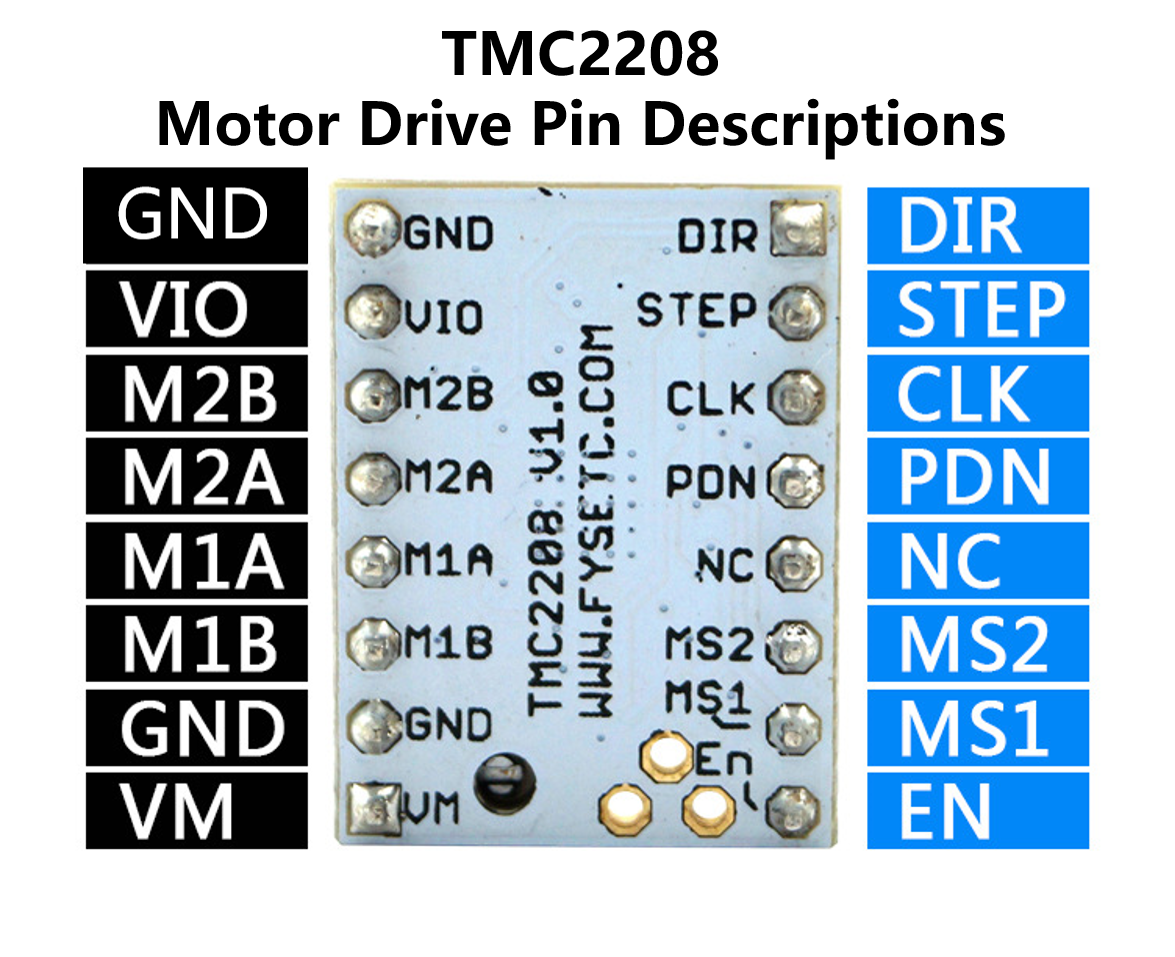 TMC2208
Motor Drive Pin Descriptions
GND
VIO
M2B
M2A
M1A
M1B
GND
VM
GND
VIO
M2B
M2A
M1A
M1B
GND
VM
TMC2208 V1.0
WWW.FYSETC.COM
DIR
STEP
CLK
PDN
NC
MS2
MS1
En
DIR
STEP
CLK
PDN
NC
MS2
MS1
EN